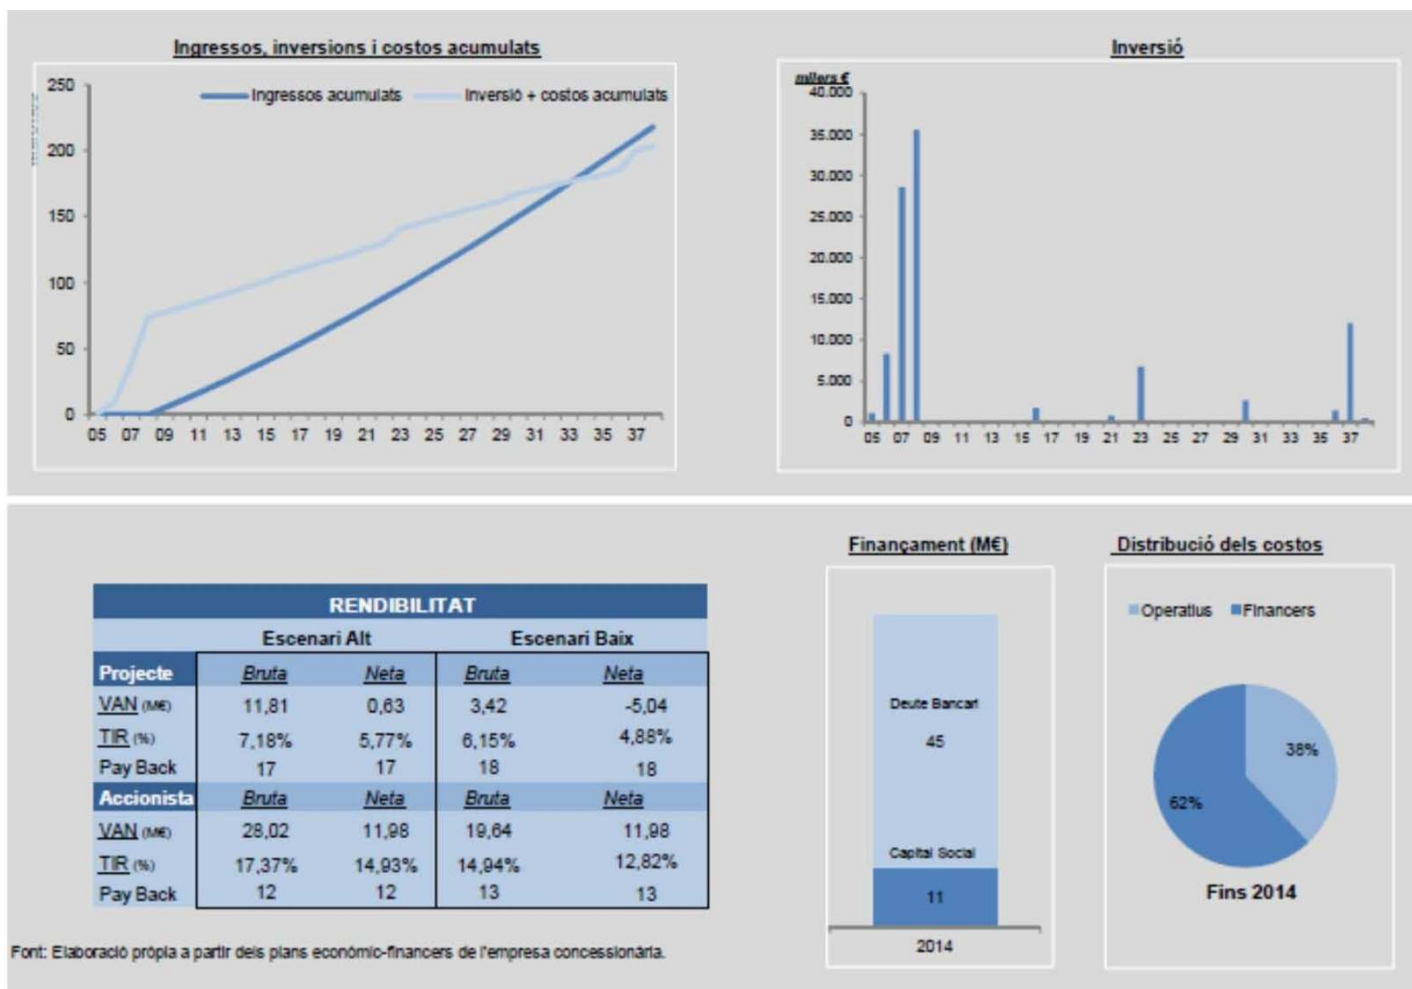 Ingressos, inversions i costos acumulats
Ingressos acumulats
Inversió + costos acumulats
250
200
150
100
50
0
05 07 09 11 13 15 17 19 21 23 25 27 29 31 33 35 37
Inversió
milers €
40.000
35.000
30.000
25.000
20.000
15.000
10.000
5.000
0
05 07 09 11 13 15 17 19 21 23 25 27 29 31 33 35 37
RENDIBILITAT
Escenari Alt Escenari Baix
Projecte Bruta Neta Bruta Neta
VAN (M€) 11,81 0,63 3,42 -5,04
TIR (%) 7,18% 5,77% 6,15% 4,88%
Pay Back 17 17 18 18
Accionista Bruta Neta Bruta Neta
VAN (M€) 28,02 11,98 19,64 11,98
TIR (%) 17,37% 14,93% 14,94% 12,82%
Pay Back 12 12 13 13
Font: Elaboració pròpia a partir dels plans econòmic-financers de l'empresa concessionària.
Finançament (M€)
Deute Bancari
45
Capital Social
11
2014
Distribució dels costos
Operatius Financers
38%
62%
Fins 2014